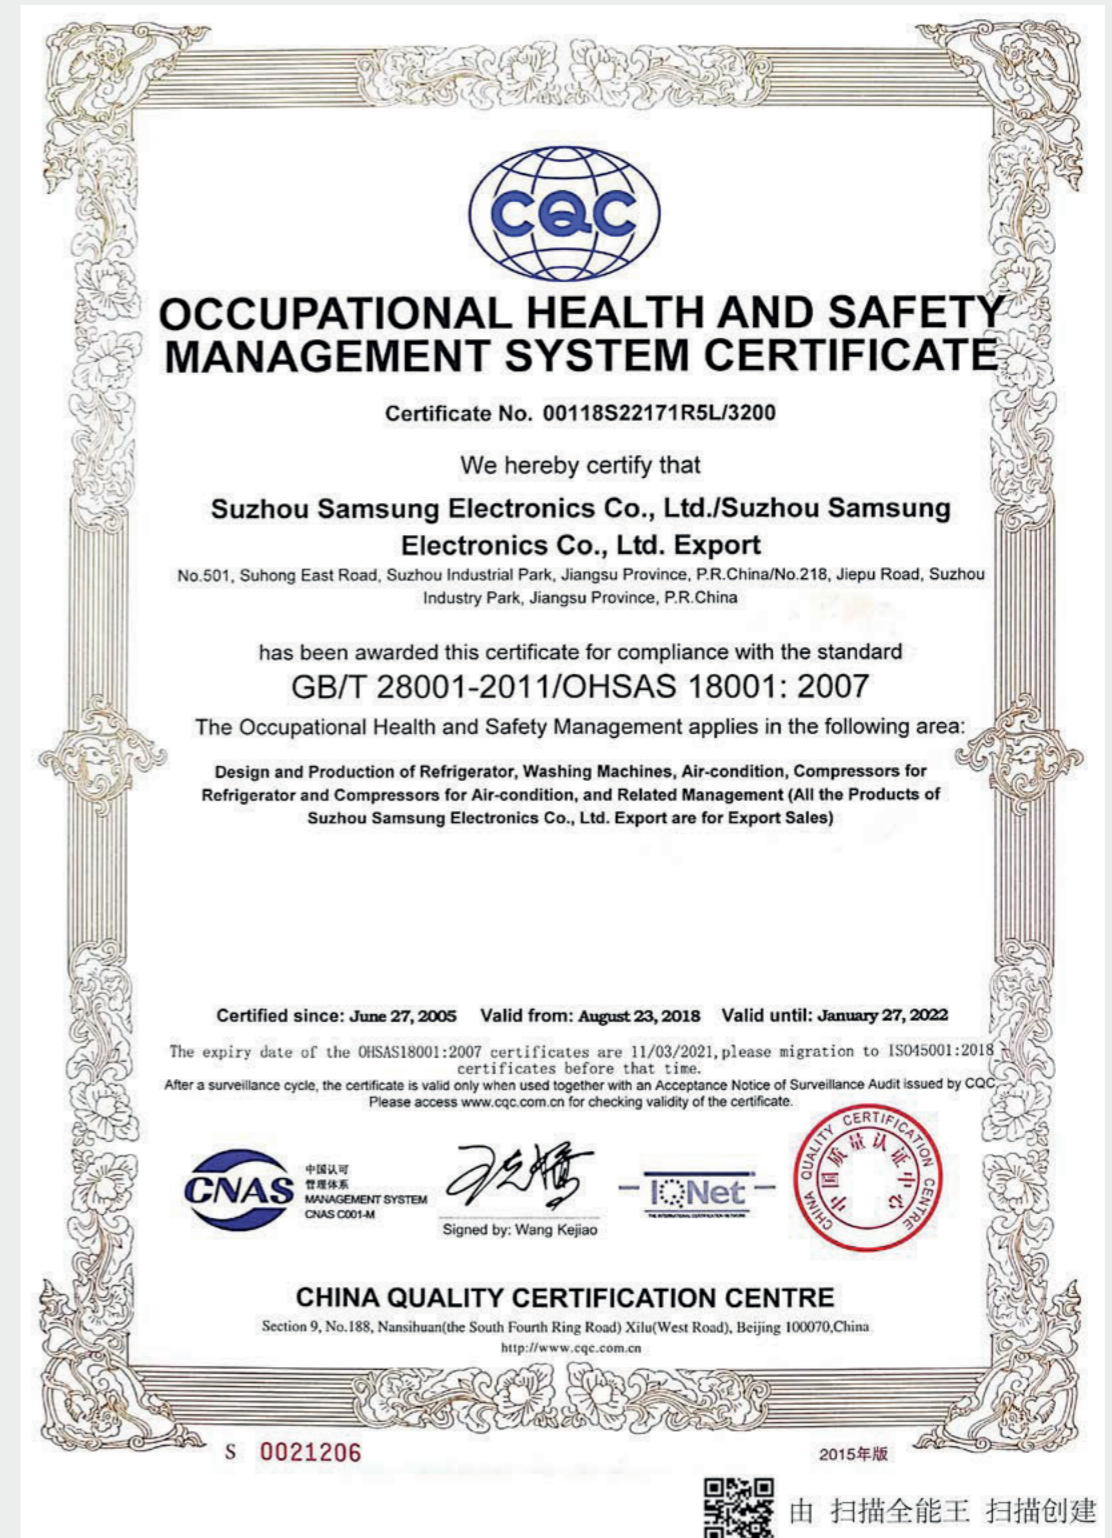 CQC
OCCUPATIONAL HEALTH AND SAFETY
MANAGEMENT SYSTEM CERTIFICATE
Certificate No. 00118S22171R5L/3200
We hereby certify that
Suzhou Samsung Electronics Co., Ltd./Suzhou Samsung
Electronics Co., Ltd. Export
No.501, Suhong East Road, Suzhou Industrial Park, Jiangsu Province, P.R.China/No.218, Jiepu Road, Suzhou
Industry Park, Jiangsu Province, P.R.China
has been awarded this certificate for compliance with the standard
GB/T 28001-2011/OHSAS 18001: 2007
The Occupational Health and Safety Management applies in the following area:
Design and Production of Refrigerator, Washing Machines, Air-condition, Compressors for
Refrigerator and Compressors for Air-condition, and Related Management (All the Products of
Suzhou Samsung Electronics Co., Ltd. Export are for Export Sales)
Certified since: June 27, 2005 Valid from: August 23, 2018 Valid until: January 27, 2022
The expiry date of the OHSAS18001:2007 certificates are 11/03/2021, please migration to ISO45001:2018
certificates before that time.
After a surveillance cycle, the certificate is valid only when used together with an Acceptance Notice of Surveillance Audit issued by CQC.
Please access www.cqc.com.cn for checking validity of the certificate.
CNAS
中国认可
管理体系
MANAGEMENT SYSTEM
CNAS C001-M
Signed by: Wang Kejiao
IQNet
THE INTERNATIONAL CERTIFICATION NETWORK
CHINA QUALITY CERTIFICATION CENTRE
中国质量认证中心
CHINA QUALITY CERTIFICATION CENTRE
Section 9, No.188, Nansihuan(the South Fourth Ring Road) Xilu(West Road), Beijing 100070,China
http://www.cqc.com.cn
S 0021206
2015年版
由 扫描全能王 扫描创建